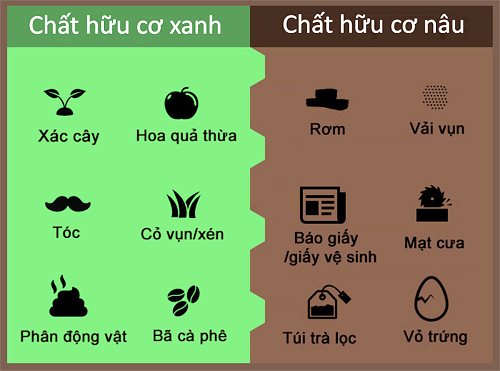 Chất hữu cơ xanh
Chất hữu cơ nâu
Xác cây
Hoa quả thừa
Rơm
Vải vụn
Tóc
Cỏ vụn/xén
Báo giấy
/giấy vệ sinh
Mạt cưa
Phân động vật
Bã cà phê
Túi trà lọc
Vỏ trứng